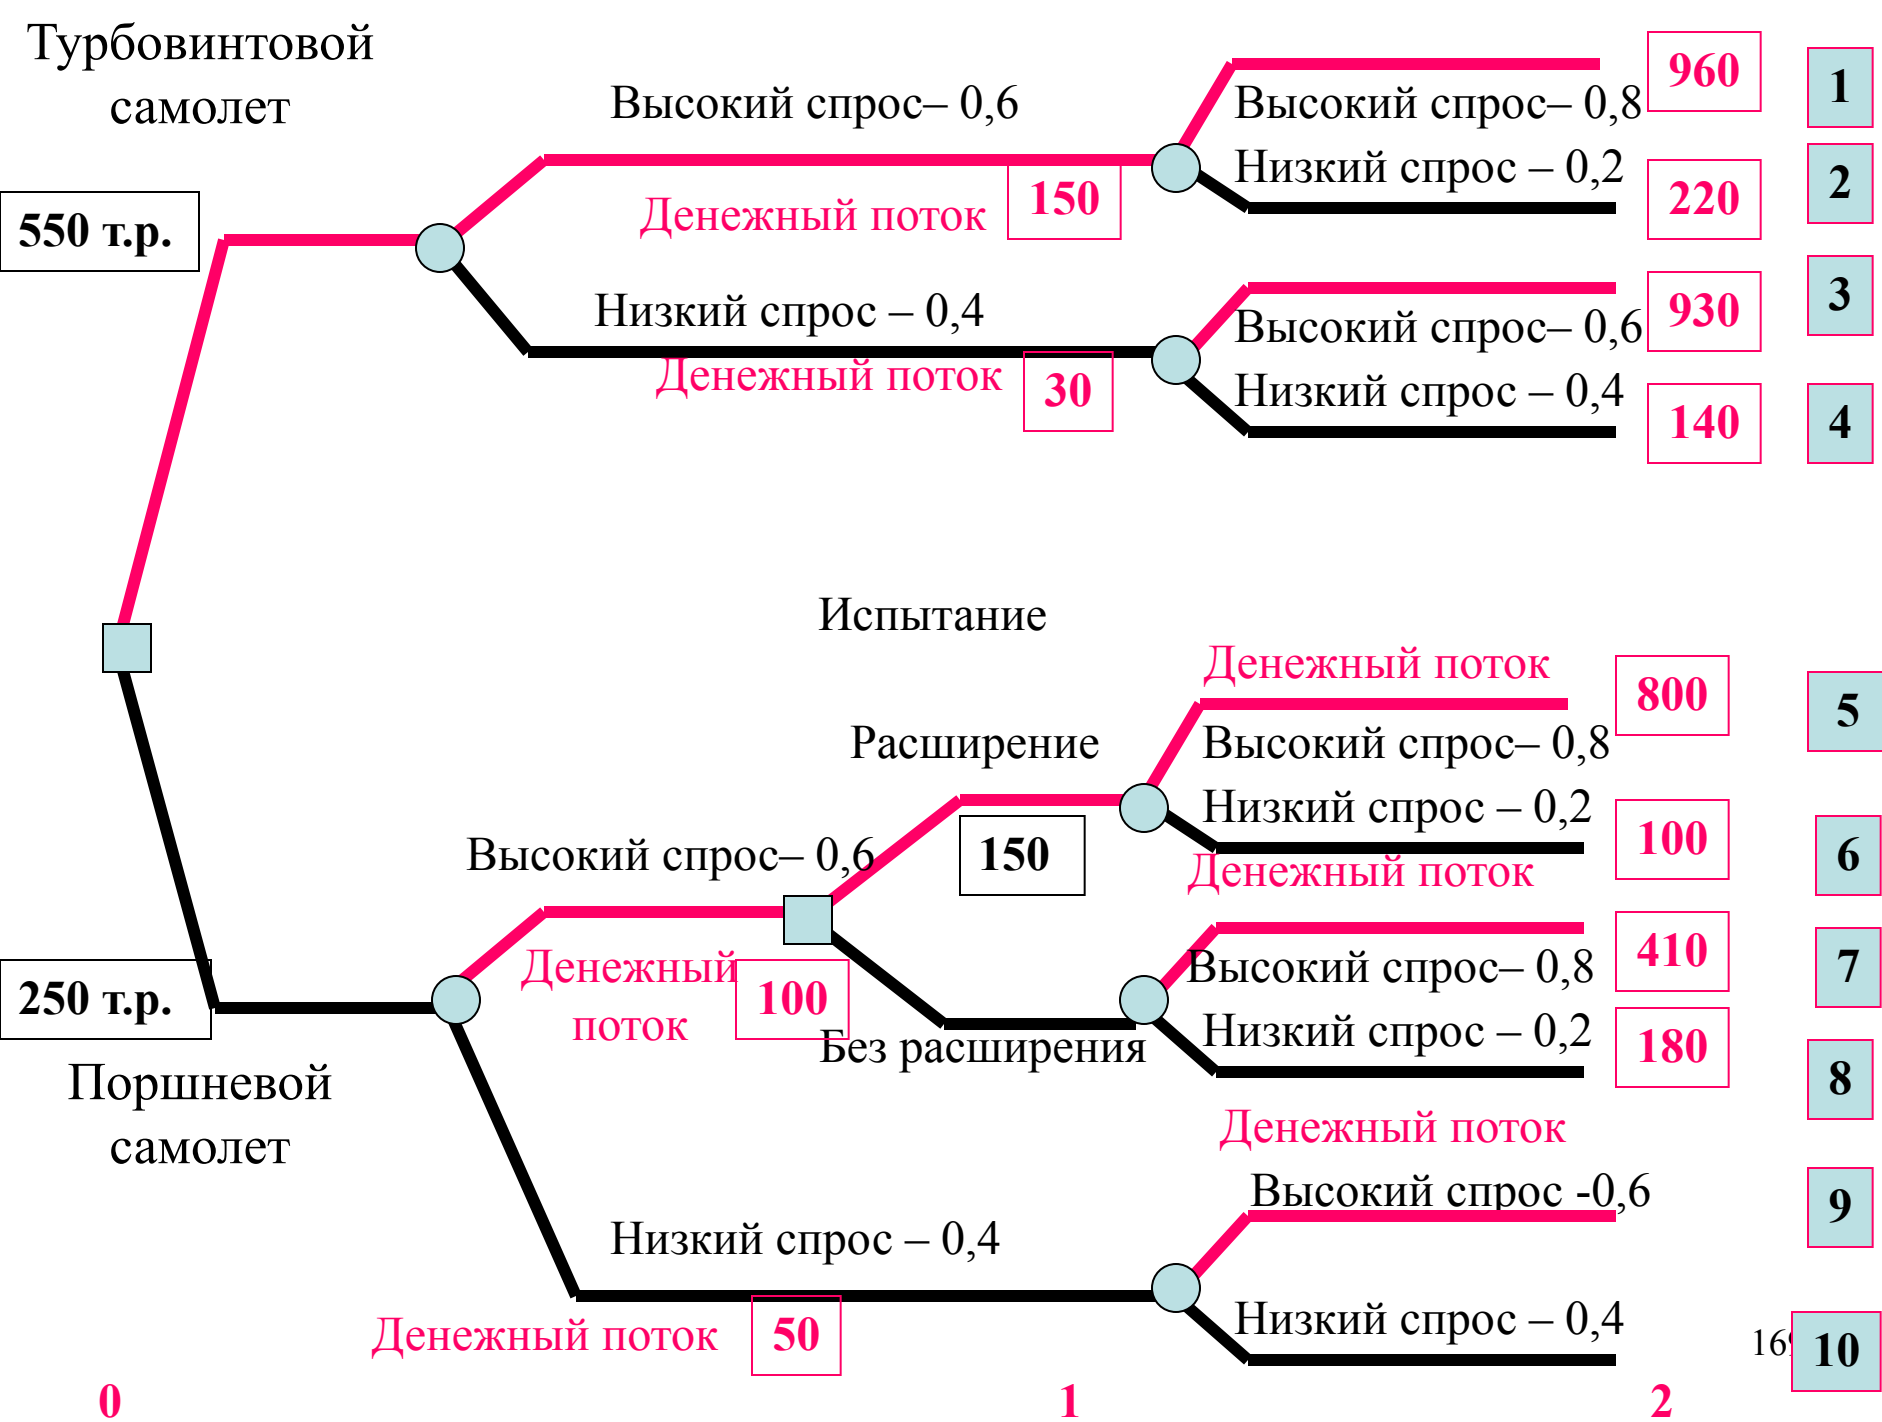 Турбовинтовой
самолет
550 т.р.
Высокий спрос– 0,6
Денежный поток
150
Высокий спрос– 0,8
960
1
Низкий спрос – 0,2
220
2
Низкий спрос – 0,4
Денежный поток
30
Высокий спрос– 0,6
930
3
Низкий спрос – 0,4
140
4
Испытание
Денежный поток
800
5
Расширение
Высокий спрос– 0,8
Низкий спрос – 0,2
100
6
Высокий спрос– 0,6
150
Денежный поток
Денежный
поток
100
Без расширения
Высокий спрос– 0,8
410
7
Низкий спрос – 0,2
180
8
250 т.р.
Поршневой
самолет
Денежный поток
Высокий спрос -0,6
9
Низкий спрос – 0,4
Денежный поток
50
Низкий спрос – 0,4
10
0
1
2